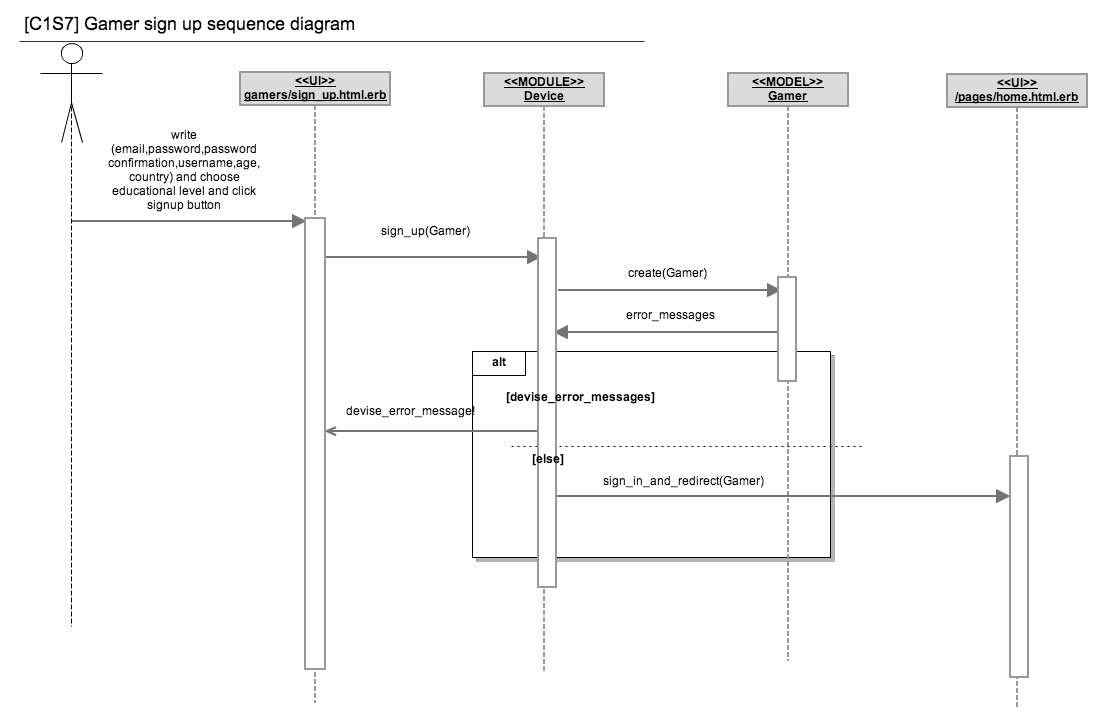 [C1S7] Gamer sign up sequence diagram
<<UI>>
gamers/sign_up.html.erb
<<MODULE>>
Device
<<MODEL>>
Gamer
<<UI>>
/pages/home.html.erb
write
(email,password,password
confirmation,username,age,
country) and choose
educational level and click
signup button
sign_up(Gamer)
create(Gamer)
error_messages
alt
[devise_error_messages]
devise_error_message!
[else]
sign_in_and_redirect(Gamer)